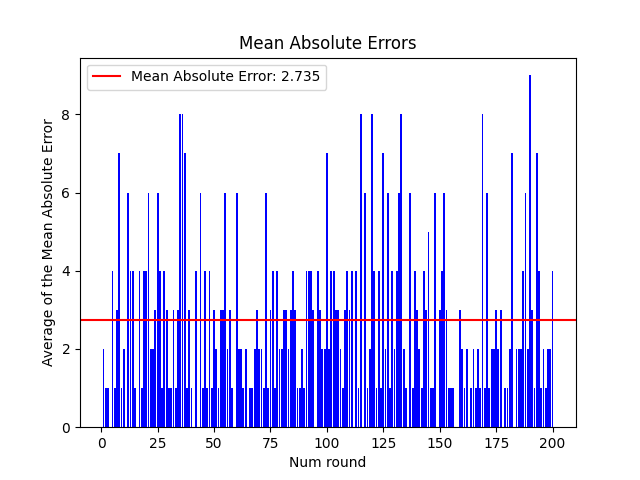 Mean Absolute Errors
Mean Absolute Error: 2.735
Average of the Mean Absolute Error
8
6
4
2
0
0 25 50 75 100 125 150 175 200
Num round